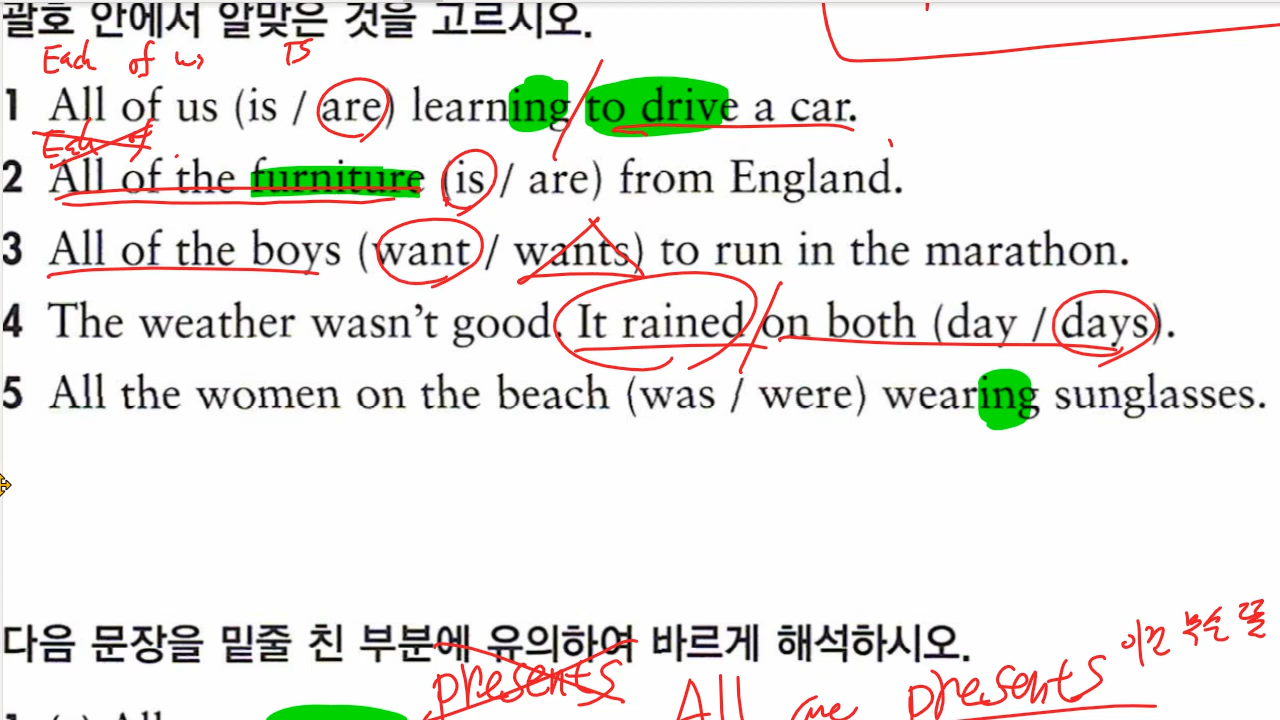 괄호 안에서 알맞은 것을 고르시오.
Each of us is
1 All of us (is / are) learning to drive a car.
Each of
2 All of the furniture (is / are) from England.
3 All of the boys (want / wants) to run in the marathon.
4 The weather wasn't good. It rained on both (day / days).
5 All the women on the beach (was / were) wearing sunglasses.
다음 문장을 밑줄 친 부분에 유의하여 바르게 해석하시오.
presents All are presents 이건 무슨
All